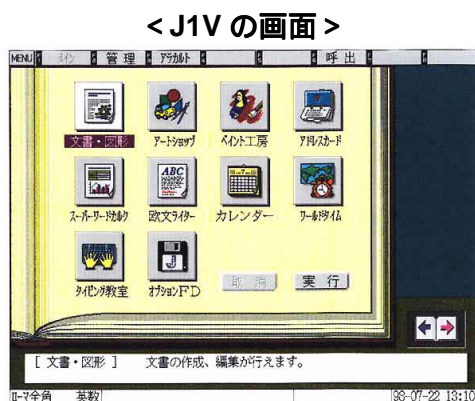 <J1V の画面>
MENU メイン 管理 アラカルト 呼出
文書・図形 アートショップ ペイント工房 アドレスカード
スーパーワードカルク 欧文ライター カレンダー ワールドタイム
タイピング教室 オプションFD 取消 実行
[ 文書・図形 ] 文書の作成、編集が行えます。
ローマ全角 英数 98-07-22 13:10